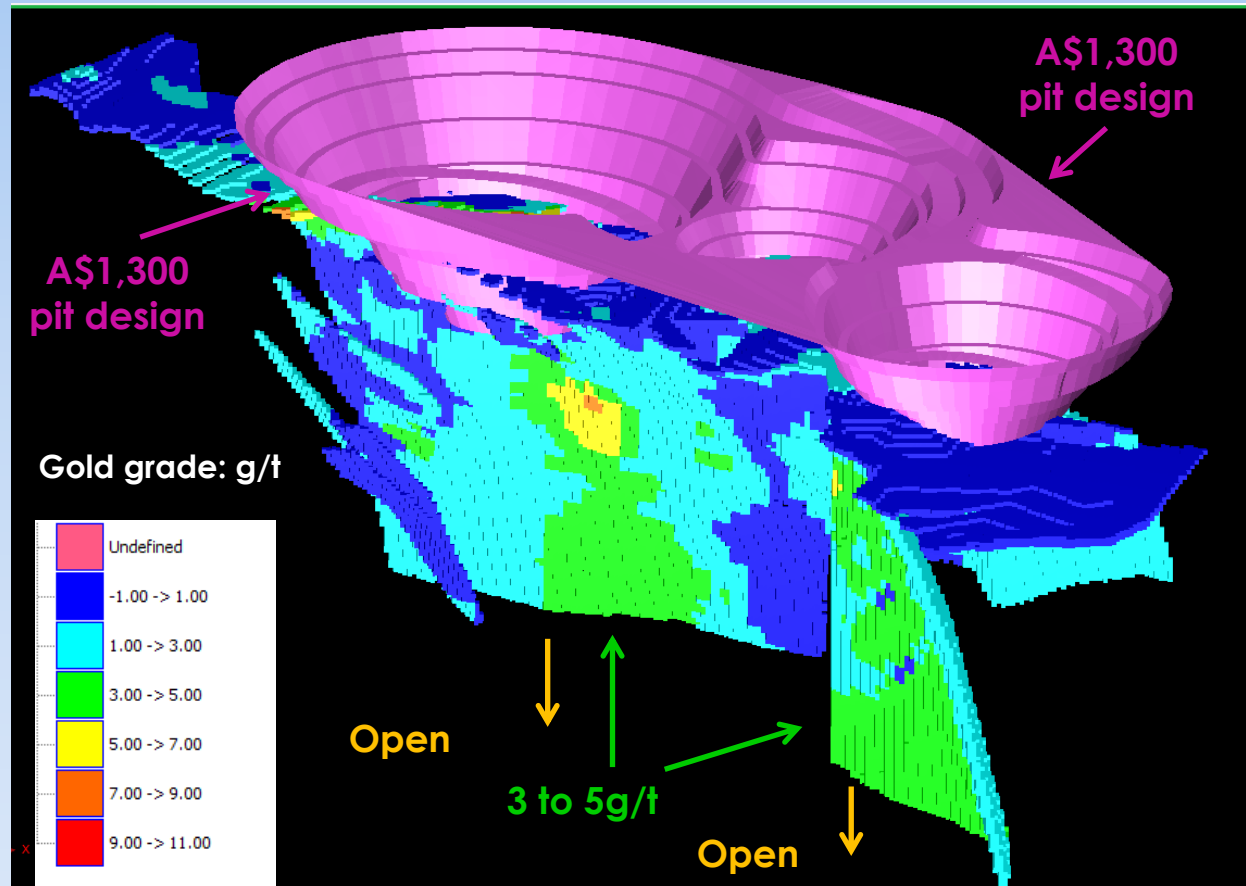 A$1,300
pit design
A$1,300
pit design
Gold grade: g/t
Undefined
-1.00 -> 1.00
1.00 -> 3.00
3.00 -> 5.00
5.00 -> 7.00
7.00 -> 9.00
9.00 -> 11.00
Open
3 to 5g/t
Open
X